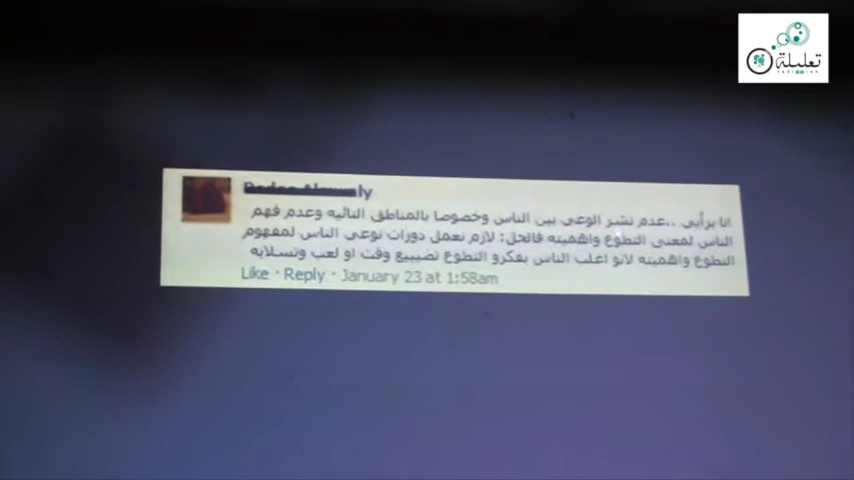 تعليلة
انا برأيي ..عدم نشر الوعي بين الناس وخصوصا بالمناطق النائيه وعدم فهم
الناس لمعنى التطوع واهميته فالحل: لازم نعمل دورات توعي الناس لمفهوم
التطوع واهميته لانو اغلب الناس بفكرو التطوع تضييع وقت او لعب وتسلايه
Like · Reply · January 23 at 1:58am